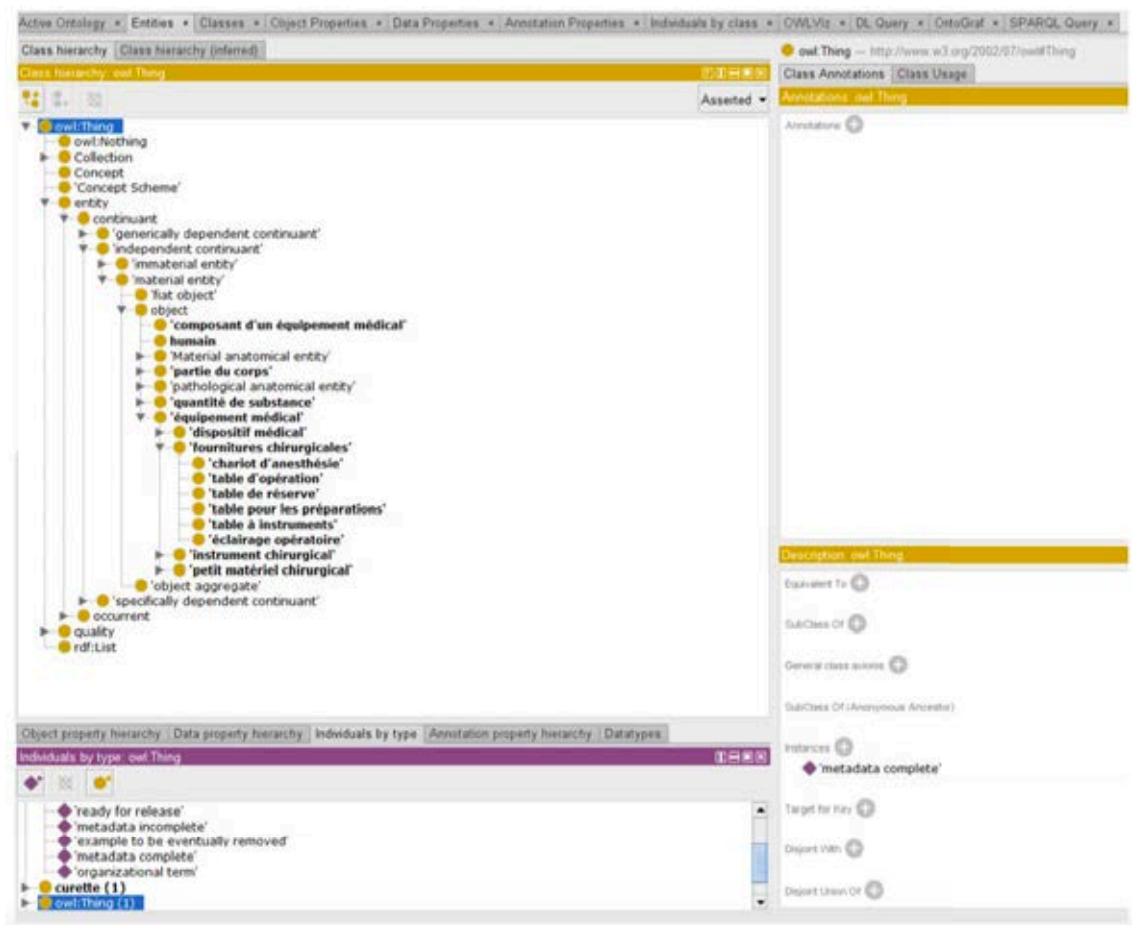 Active Ontology × Entities × Classes × Object Properties × Data Properties × Annotation Properties × Individuals by class × OWLViz × DL Query × OntoGraf × SPARQL Query ×
Class hierarchy Class hierarchy (inferred)
Class hierarchy: owl:Thing
Asserted
owl:Thing
owl:Nothing
Collection
Concept
'Concept Scheme'
entity
continuant
'generically dependent continuant'
'independent continuant'
'immaterial entity'
'material entity'
'fiat object'
object
'composant d'un équipement médical'
humain
'Material anatomical entity'
'partie du corps'
'pathological anatomical entity'
'quantité de substance'
'équipement médical'
'dispositif médical'
'fournitures chirurgicales'
'chariot d'anesthésie'
'table d'opération'
'table de réserve'
'table pour les préparations'
'table à instruments'
'éclairage opératoire'
'instrument chirurgical'
'petit matériel chirurgical'
'object aggregate'
'specifically dependent continuant'
occurrent
quality
rdf:List
Object property hierarchy Data property hierarchy Individuals by type Annotation property hierarchy Datatypes
Individuals by type: owl:Thing
'ready for release'
'metadata incomplete'
'example to be eventually removed'
'metadata complete'
'organizational term'
curette (1)
owl:Thing (1)
owl:Thing — http://www.w3.org/2002/07/owl#Thing
Class Annotations Class Usage
Annotations: owl:Thing
Annotations
Description: owl:Thing
Equivalent To
SubClass Of
General class axioms
SubClass Of (Anonymous Ancestor)
Instances
'metadata complete'
Target for Key
Disjoint With
Disjoint Union Of